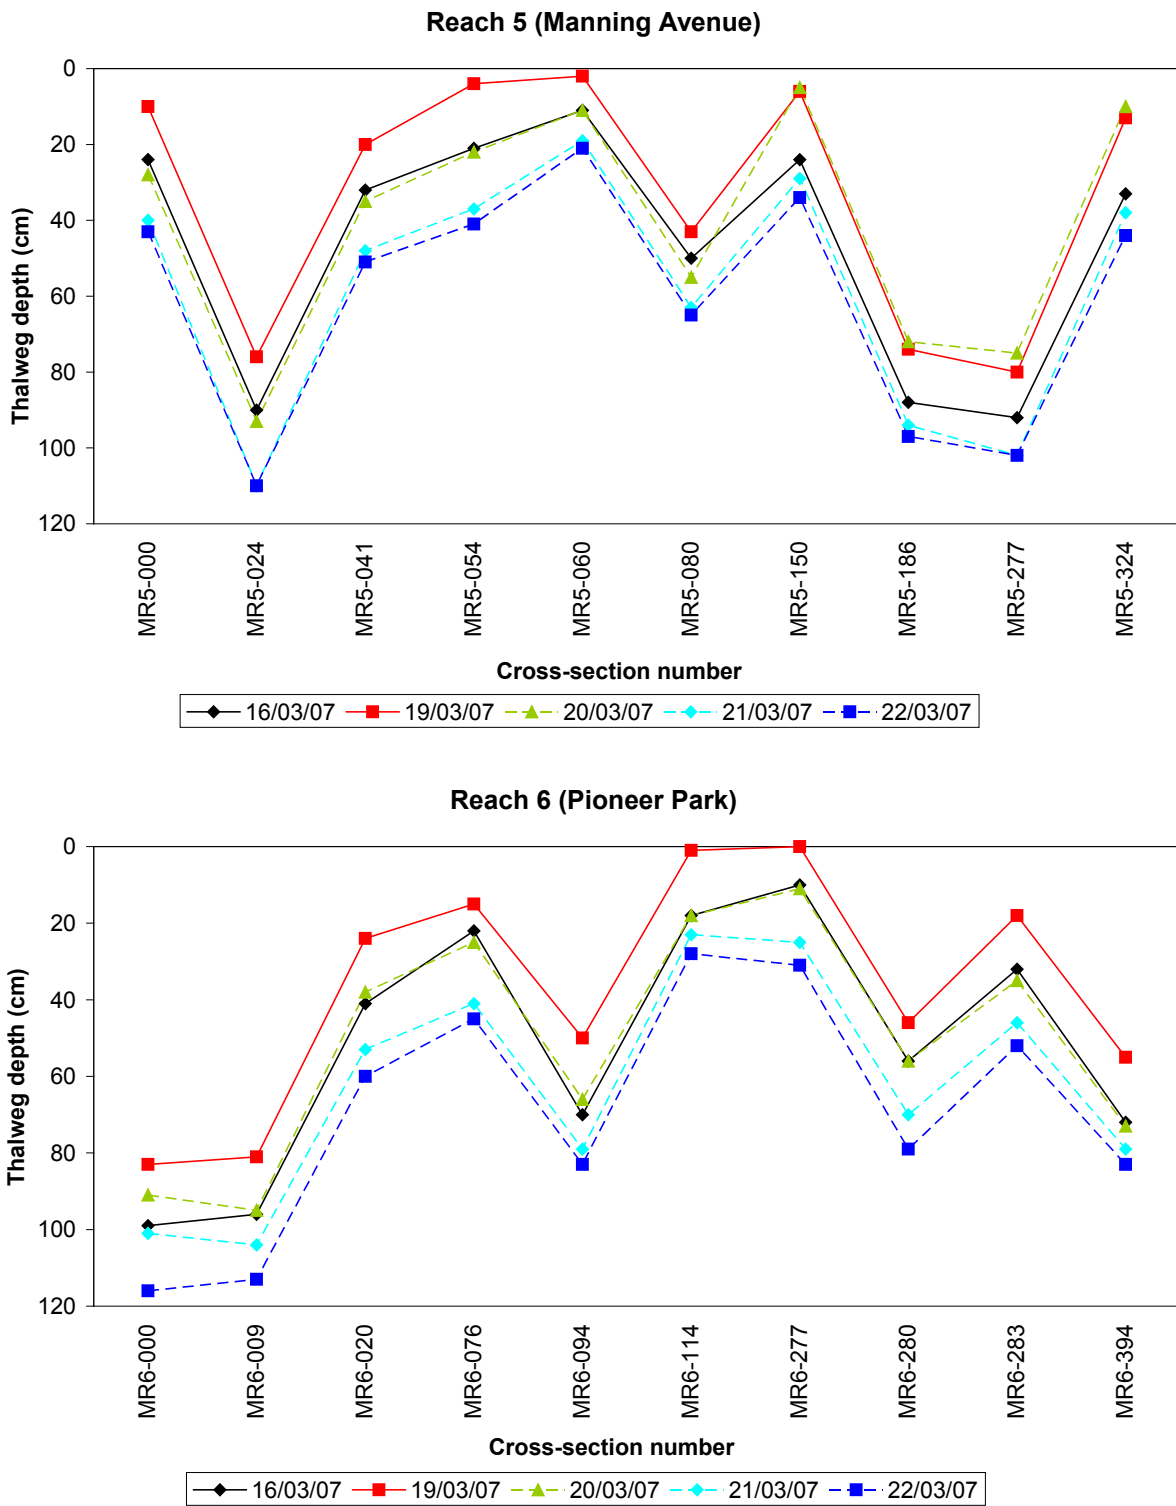 Reach 5 (Manning Avenue)
Thalweg depth (cm)
0
20
40
60
80
100
120
MR5-000
MR5-024
MR5-041
MR5-054
MR5-060
MR5-080
MR5-150
MR5-186
MR5-277
MR5-324
Cross-section number
16/03/07 19/03/07 20/03/07 21/03/07 22/03/07
Reach 6 (Pioneer Park)
Thalweg depth (cm)
0
20
40
60
80
100
120
MR6-000
MR6-009
MR6-020
MR6-076
MR6-094
MR6-114
MR6-277
MR6-280
MR6-283
MR6-394
Cross-section number
16/03/07 19/03/07 20/03/07 21/03/07 22/03/07